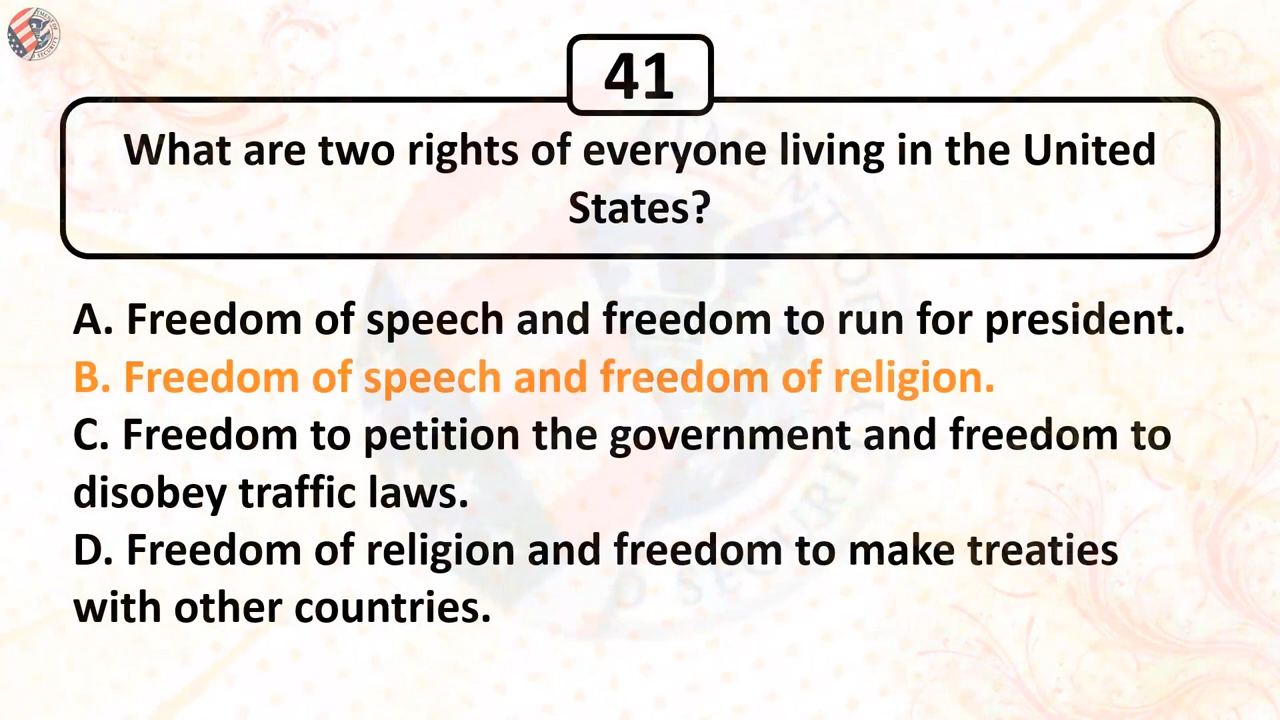 41
What are two rights of everyone living in the United
States?
A. Freedom of speech and freedom to run for president.
B. Freedom of speech and freedom of religion.
C. Freedom to petition the government and freedom to
disobey traffic laws.
D. Freedom of religion and freedom to make treaties
with other countries.